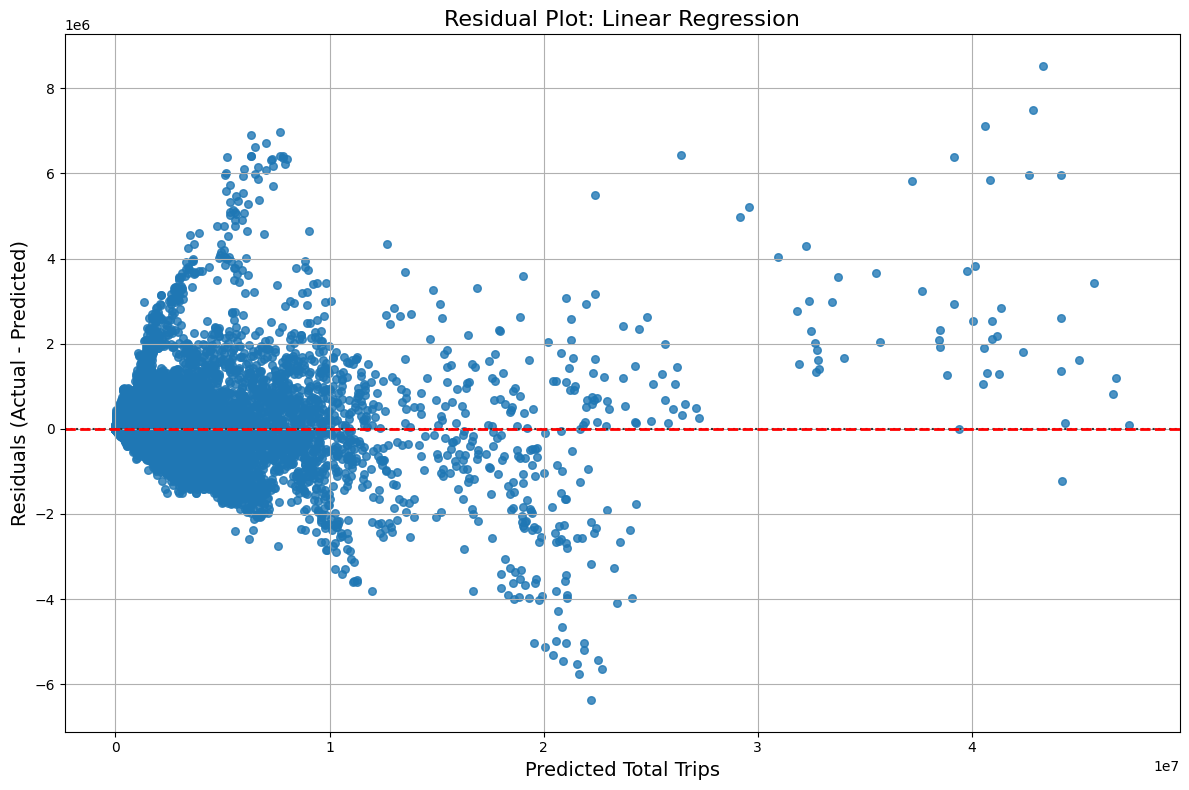 Residual Plot: Linear Regression
1e6
8
6
4
2
0
−2
−4
−6
Residuals (Actual - Predicted)
0 1 2 3 4
1e7
Predicted Total Trips